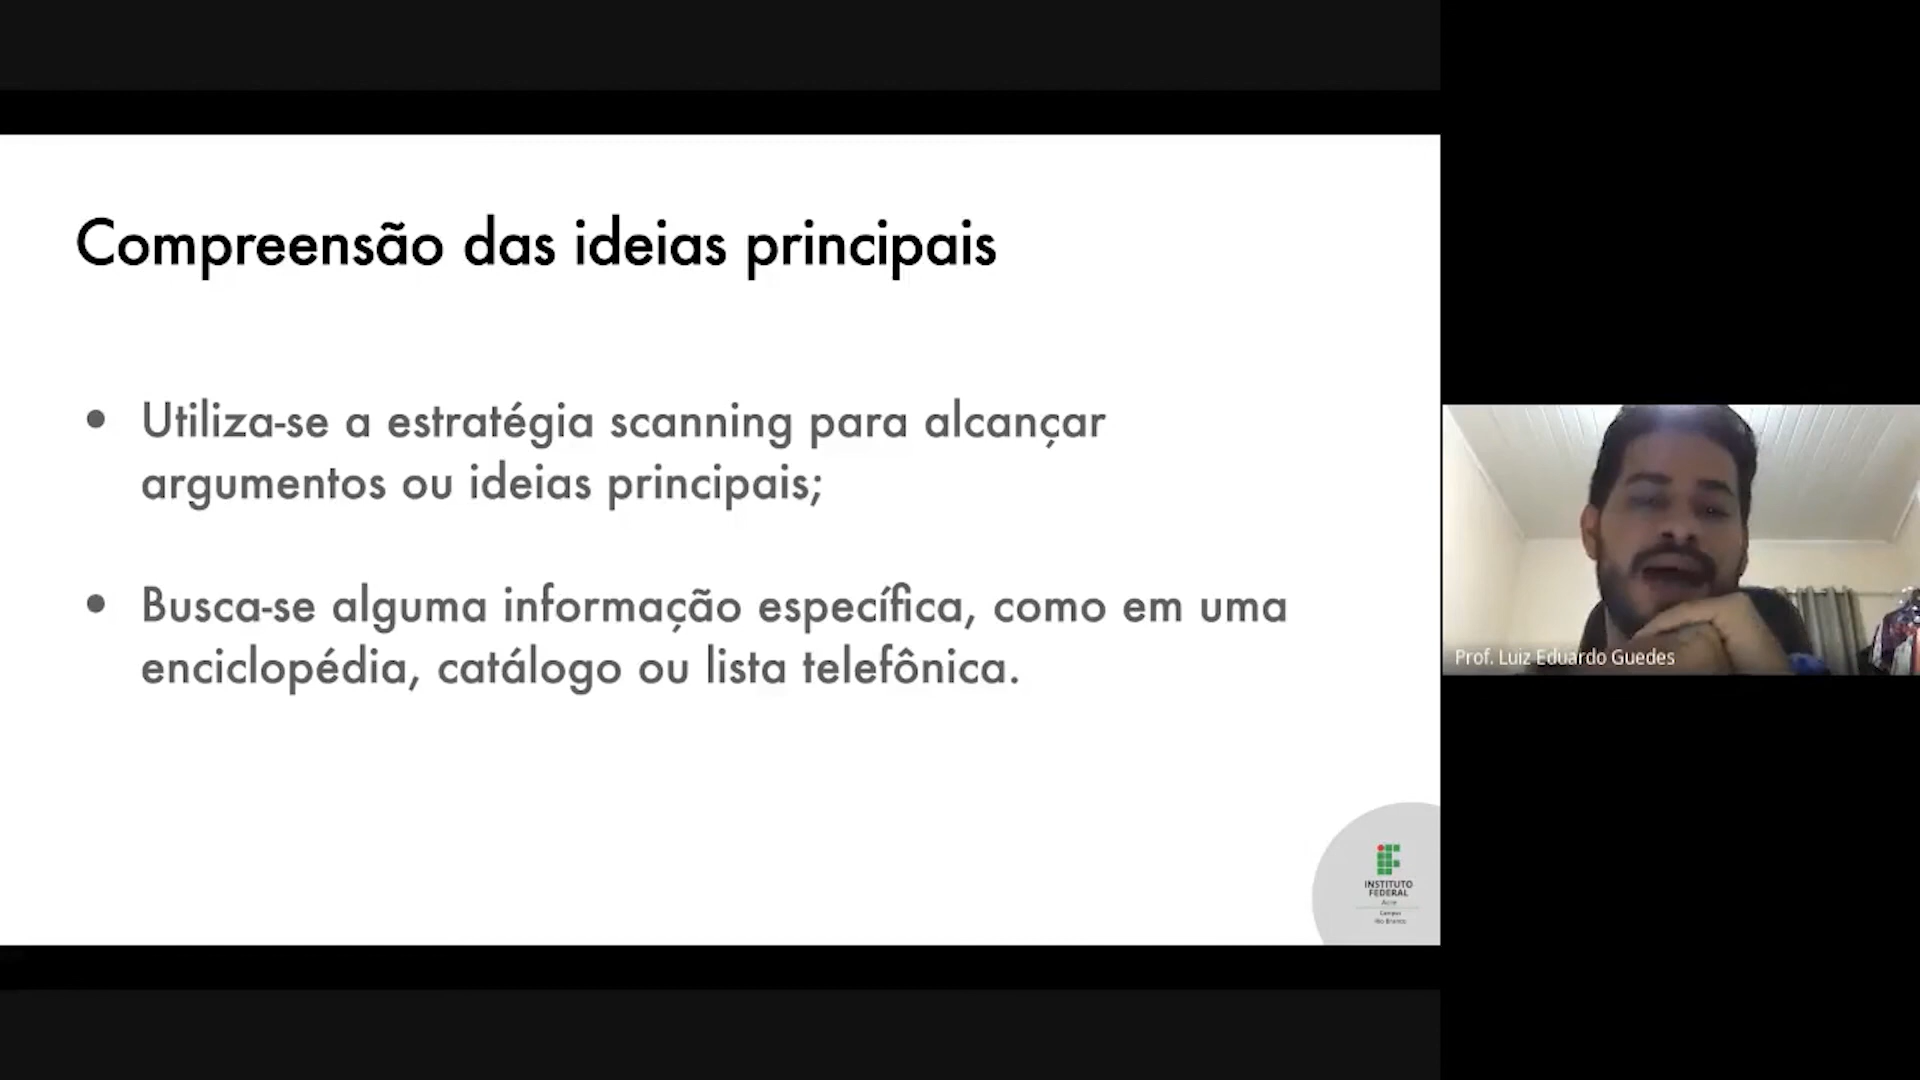 Compreensão das ideias principais
• Utiliza-se a estratégia scanning para alcançar
argumentos ou ideias principais;
• Busca-se alguma informação específica, como em uma
enciclopédia, catálogo ou lista telefônica.
Prof. Luiz Eduardo Guedes
INSTITUTO
FEDERAL
Acre
Campus
Rio Branco